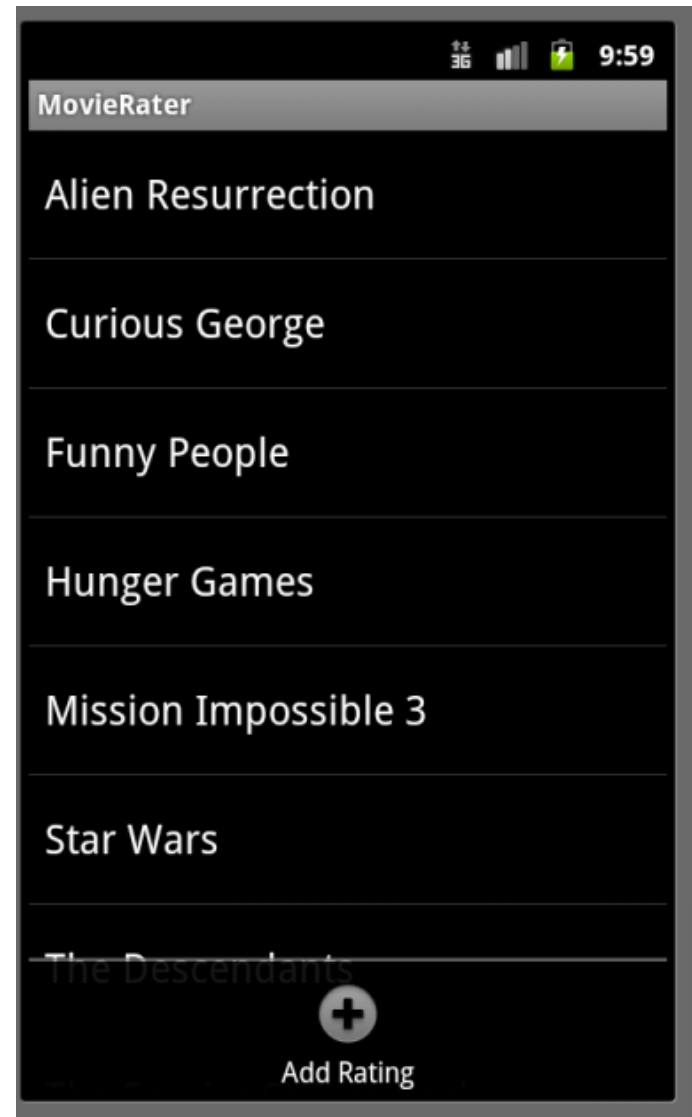 3G 9:59
MovieRater
Alien Resurrection
Curious George
Funny People
Hunger Games
Mission Impossible 3
Star Wars
The Descendants
Add Rating